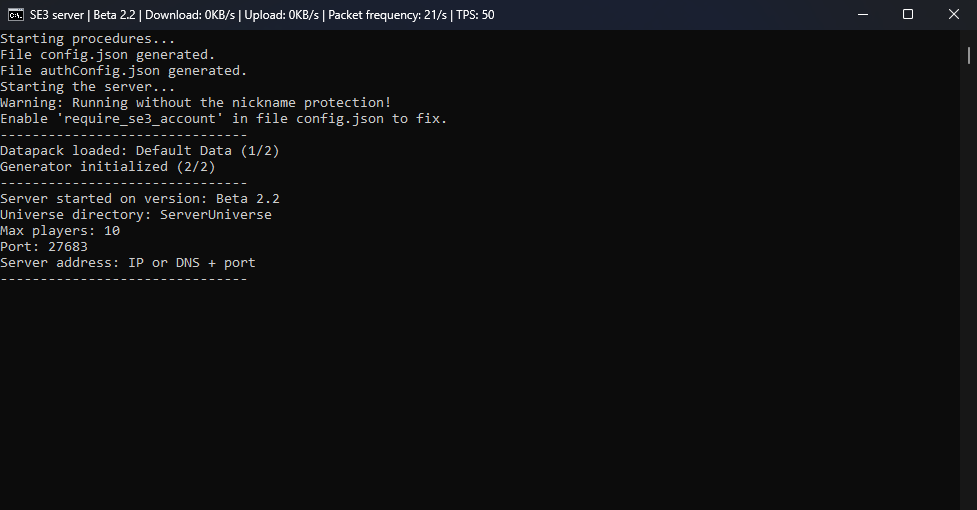 SE3 server | Beta 2.2 | Download: 0KB/s | Upload: 0KB/s | Packet frequency: 21/s | TPS: 50
Starting procedures...
File config.json generated.
File authConfig.json generated.
Starting the server...
Warning: Running without the nickname protection!
Enable 'require_se3_account' in file config.json to fix.
-------------------------------
Datapack loaded: Default Data (1/2)
Generator initialized (2/2)
-------------------------------
Server started on version: Beta 2.2
Universe directory: ServerUniverse
Max players: 10
Port: 27683
Server address: IP or DNS + port
-------------------------------